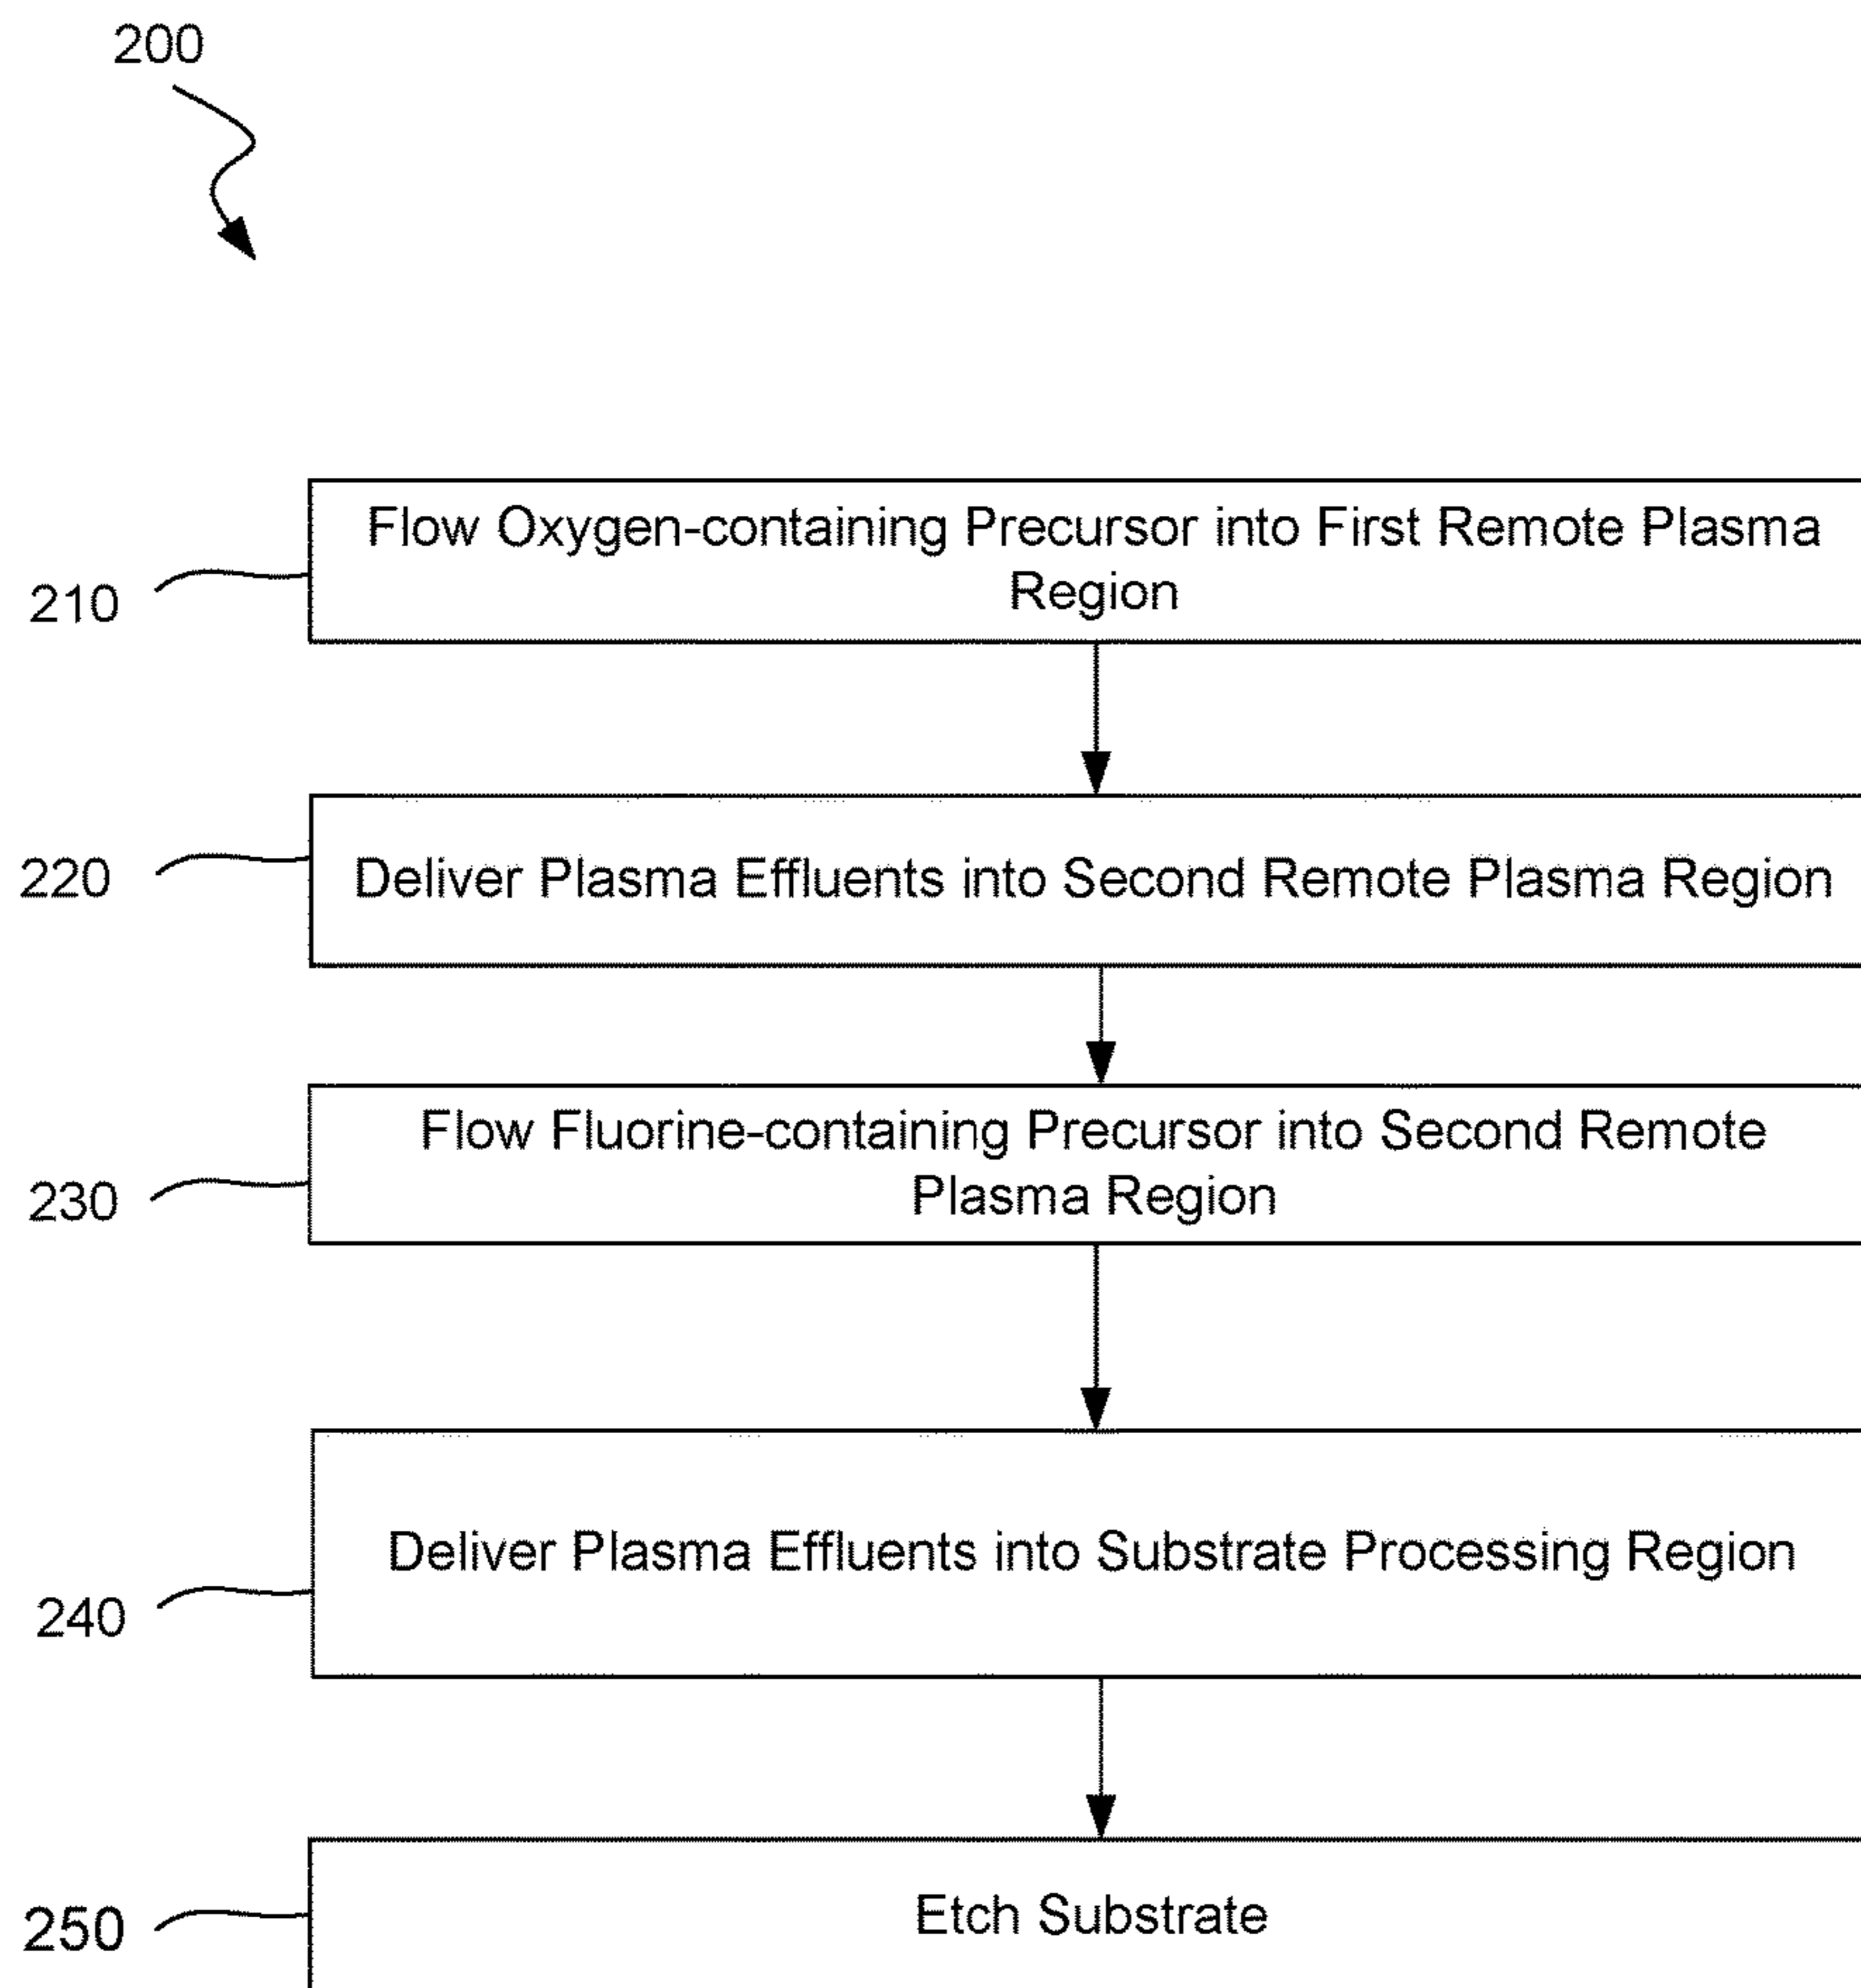 200
Flow Oxygen-containing Precursor into First Remote Plasma
Region
210
Deliver Plasma Effluents into Second Remote Plasma Region
220
Flow Fluorine-containing Precursor into Second Remote
Plasma Region
230
Deliver Plasma Effluents into Substrate Processing Region
240
Etch Substrate
250